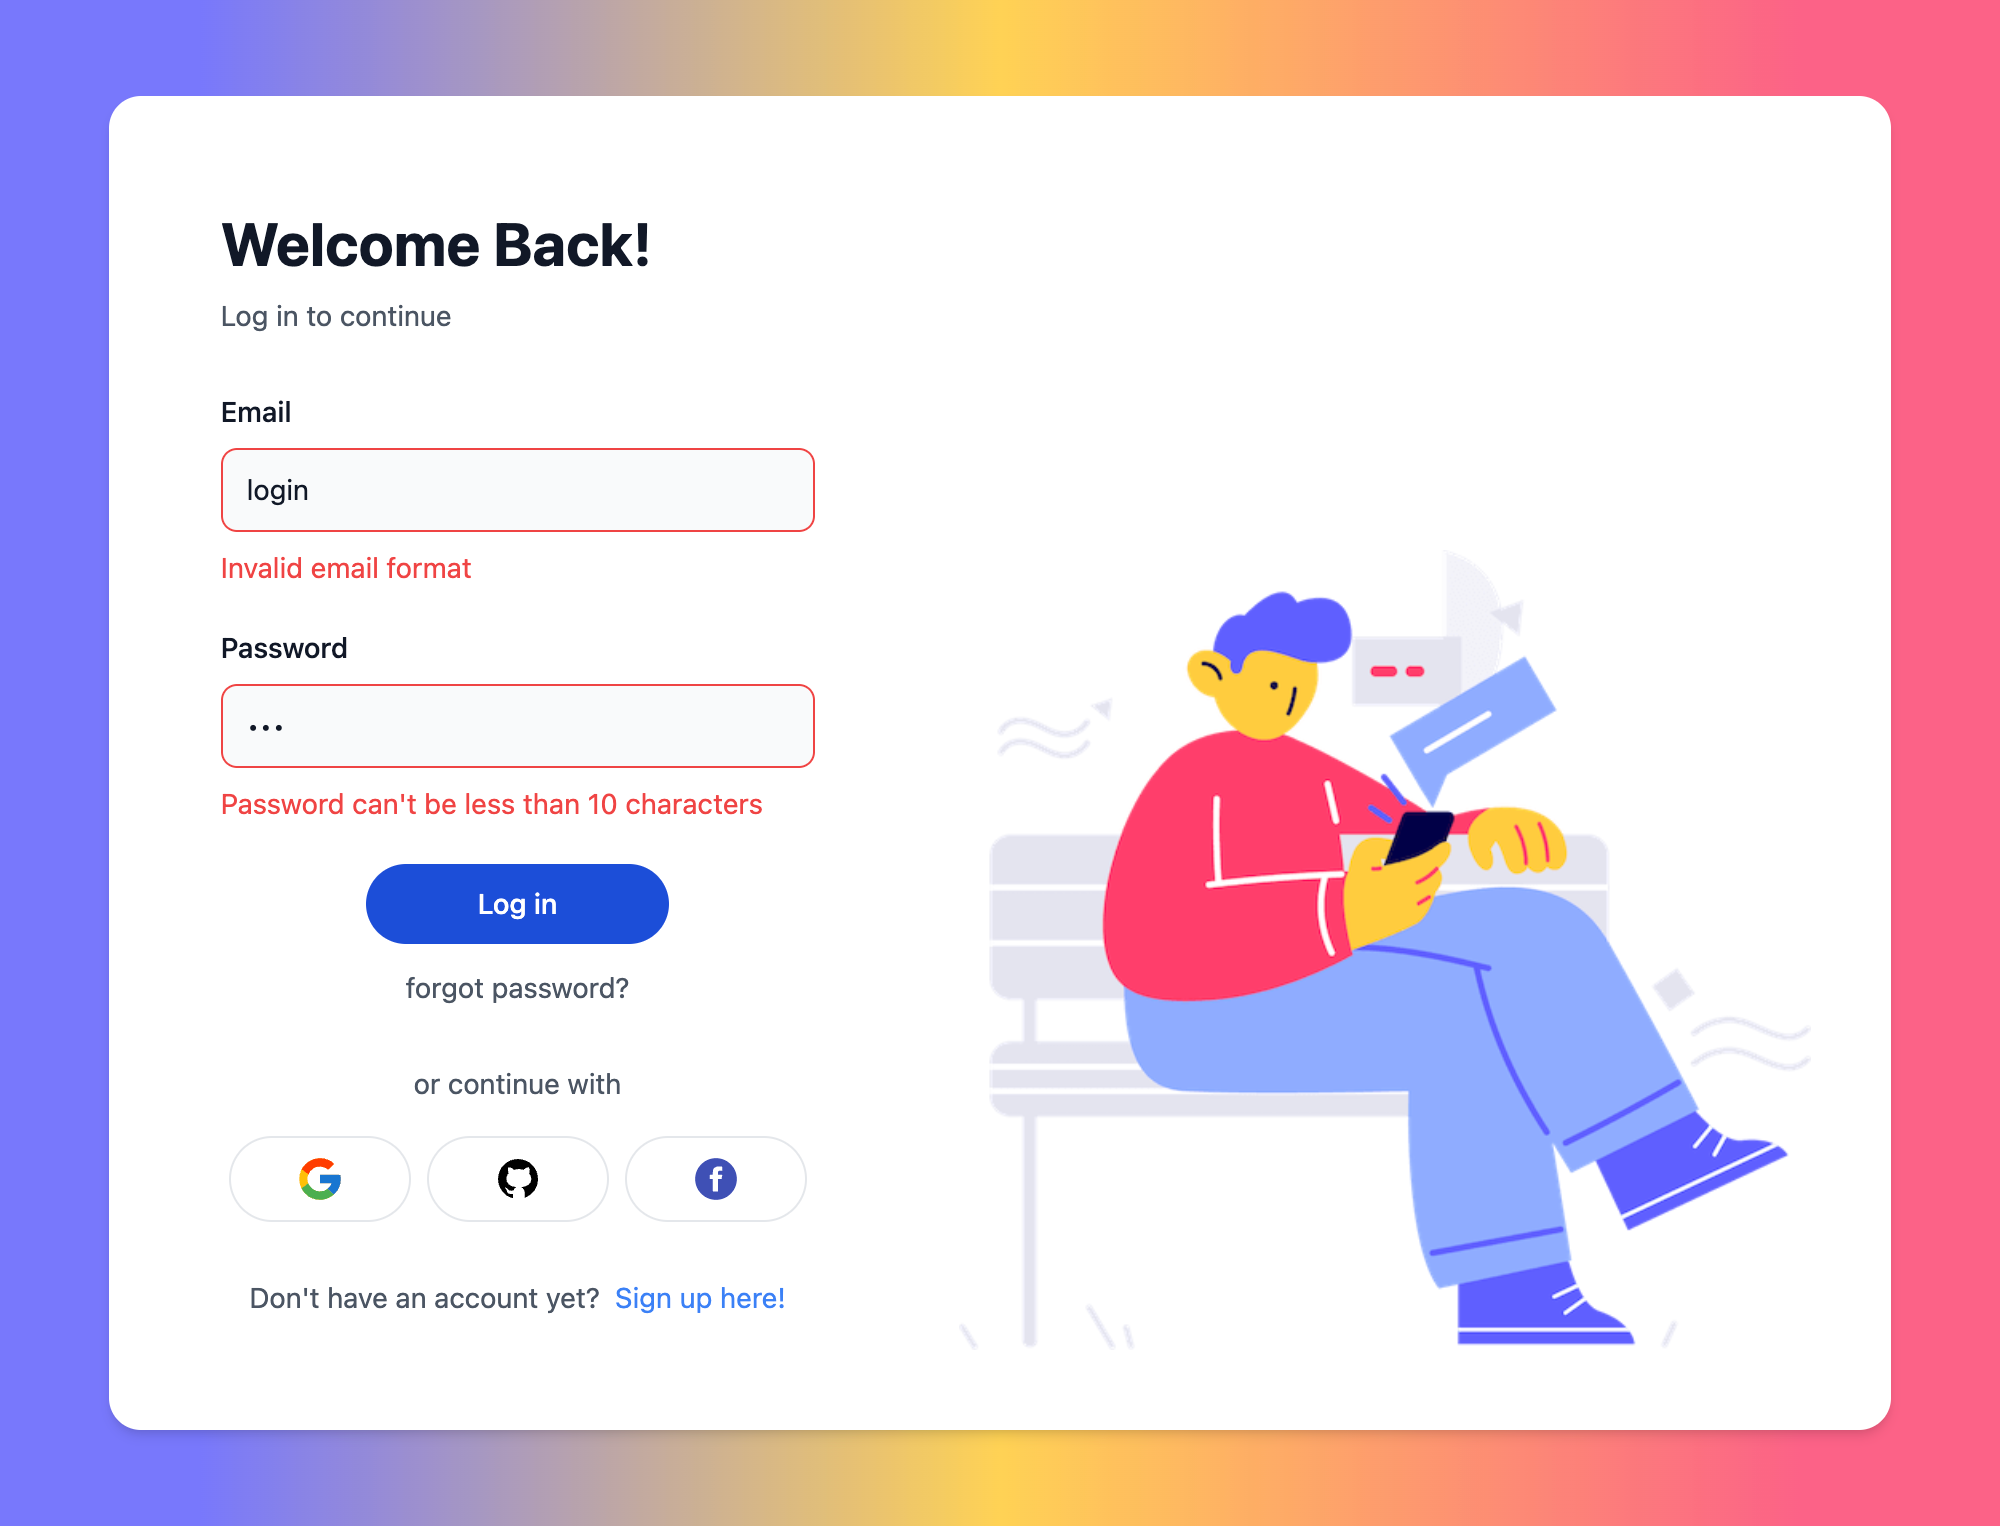 Welcome Back!
Log in to continue
Email
login
Invalid email format
Password
•••
Password can't be less than 10 characters
Log in
forgot password?
or continue with
Don't have an account yet? Sign up here!